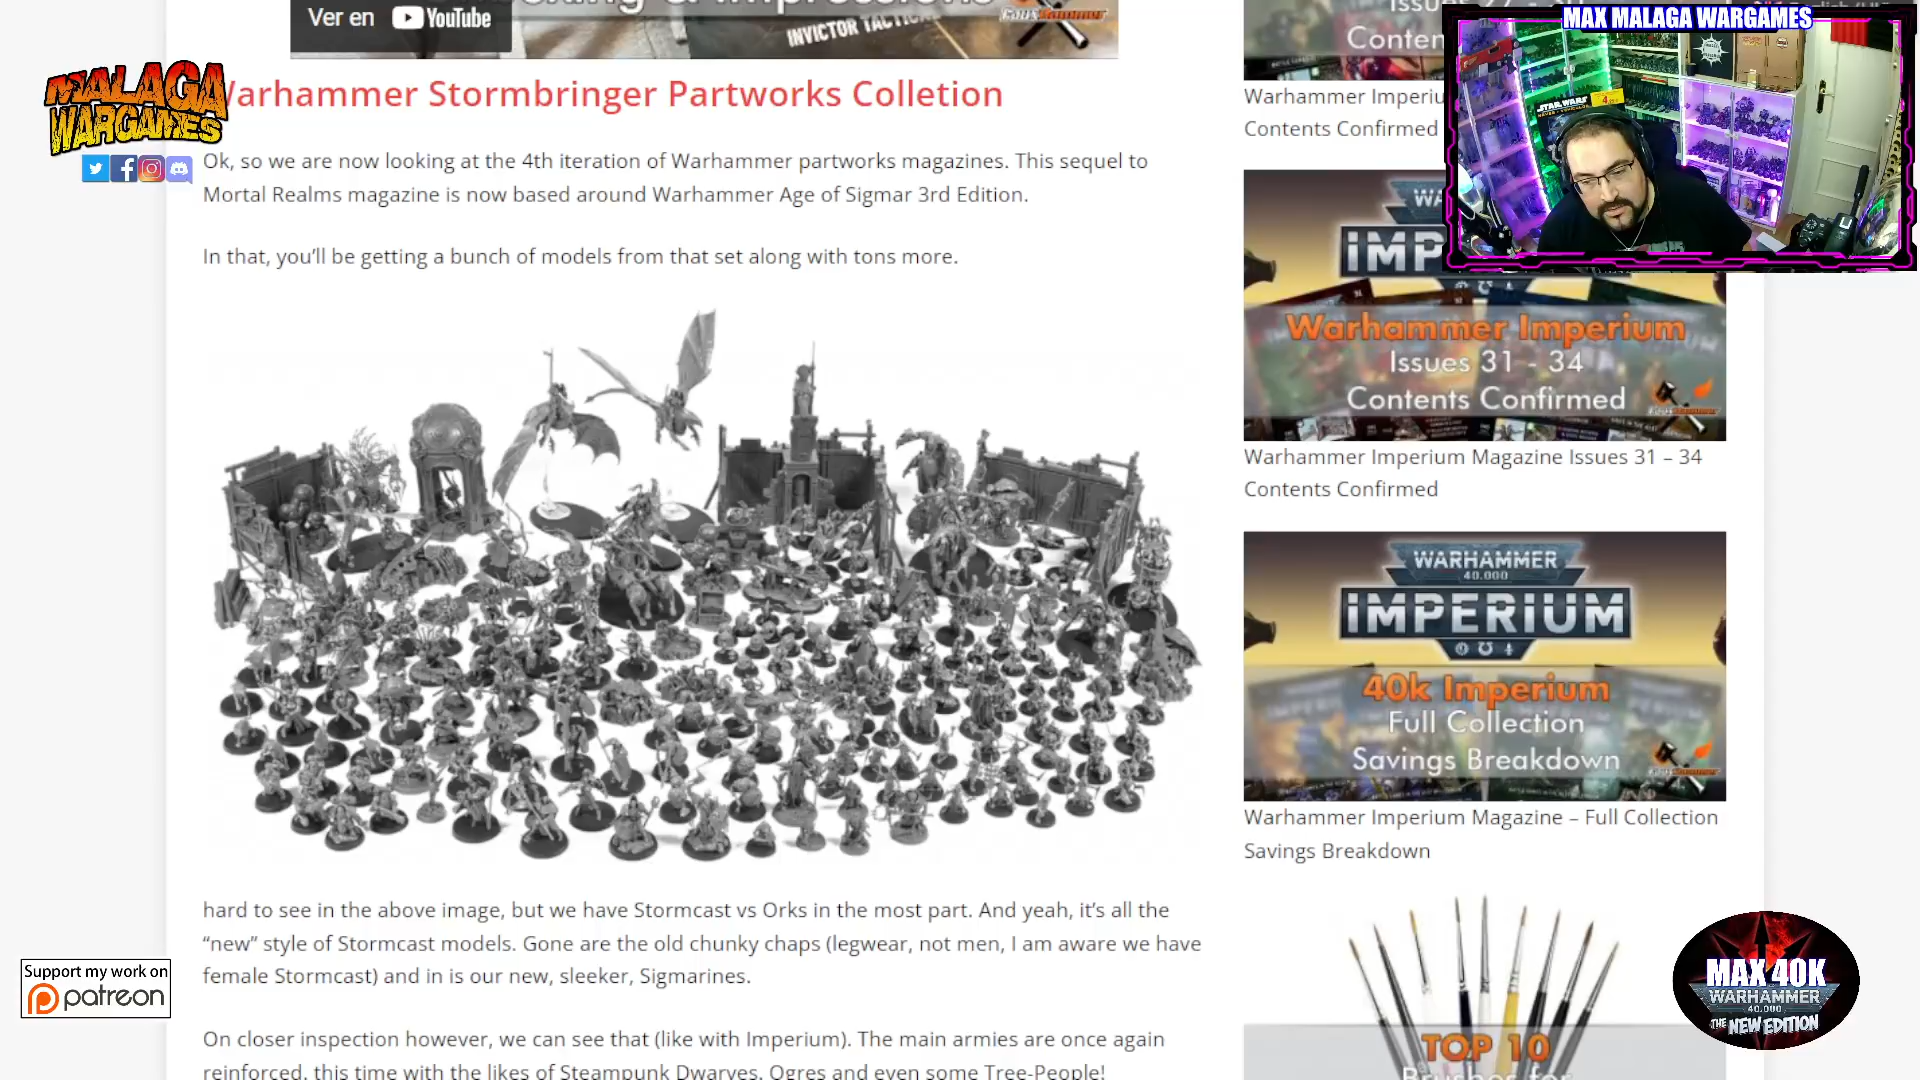 Ver en YouTube
INVICTOR TACTIC
MALAGA
WARGAMES
arhammer Stormbringer Partworks Colletion
Ok, so we are now looking at the 4th iteration of Warhammer partworks magazines. This sequel to
Mortal Realms magazine is now based around Warhammer Age of Sigmar 3rd Edition.
In that, you’ll be getting a bunch of models from that set along with tons more.
hard to see in the above image, but we have Stormcast vs Orks in the most part. And yeah, it’s all the
“new” style of Stormcast models. Gone are the old chunky chaps (legwear, not men, I am aware we have
female Stormcast) and in is our new, sleeker, Sigmarines.
On closer inspection however, we can see that (like with Imperium). The main armies are once again
reinforced, this time with the likes of Steampunk Dwarves, Ogres and even some Tree-People!
Support my work on
patreon
MAX MALAGA WARGAMES
STAR WARS
Conten
Warhammer Imperiu
Contents Confirmed
WA
IMP
Warhammer Imperium
Issues 31 - 34
Contents Confirmed
Warhammer Imperium Magazine Issues 31 – 34
Contents Confirmed
WARHAMMER
40,000
IMPERIUM
40k Imperium
Full Collection
Savings Breakdown
Warhammer Imperium Magazine – Full Collection
Savings Breakdown
TOP 10
Brushes for
MAX 40K
WARHAMMER
40,000
THE NEW EDITION